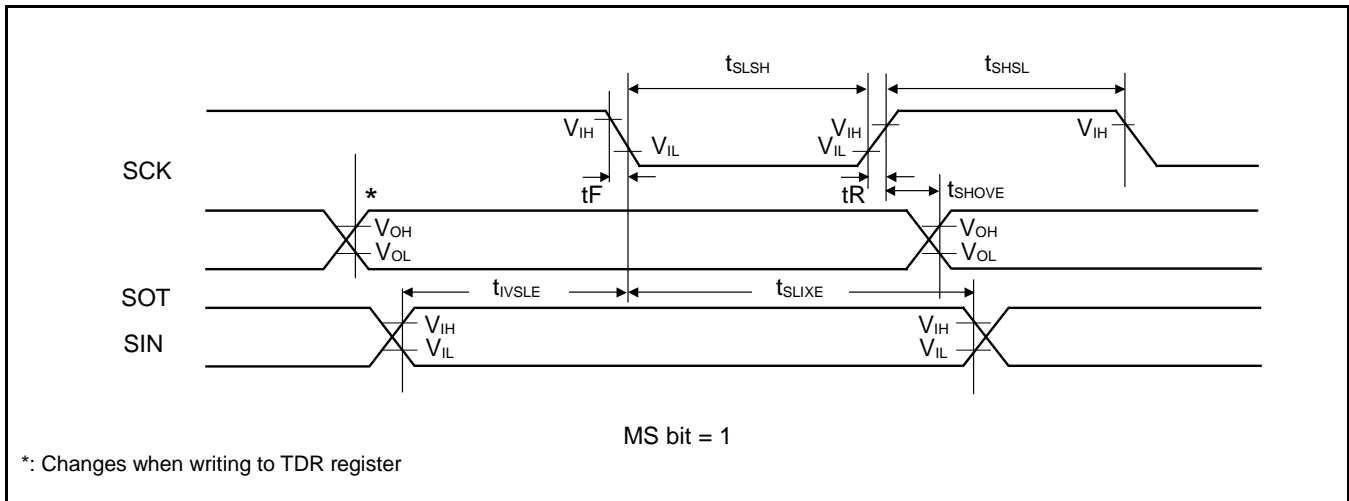 tSLSH tSHSL
VIH VIL VIH VIL VIH
SCK
tF tR tSHOVE
*
VOH VOH
VOL VOL
SOT
tIVSLE tSLIXE
SIN
VIH VIH
VIL VIL
MS bit = 1
*: Changes when writing to TDR register